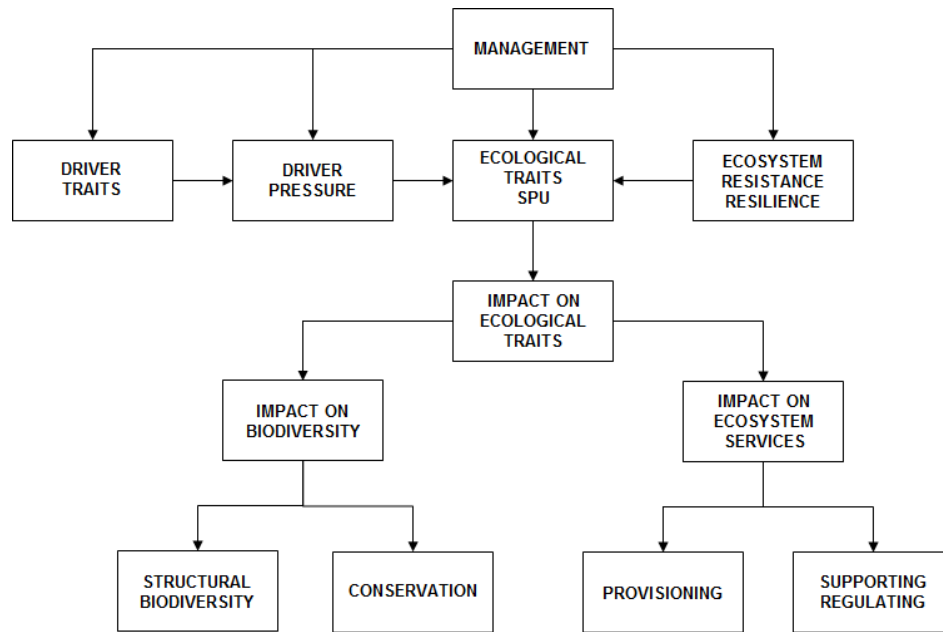 MANAGEMENT
DRIVER
TRAITS
DRIVER
PRESSURE
ECOLOGICAL
TRAITS
SPU
ECOSYSTEM
RESISTANCE
RESILIENCE
IMPACT ON
ECOLOGICAL
TRAITS
IMPACT ON
BIODIVERSITY
IMPACT ON
ECOSYSTEM
SERVICES
STRUCTURAL
BIODIVERSITY
CONSERVATION
PROVISIONING
SUPPORTING
REGULATING